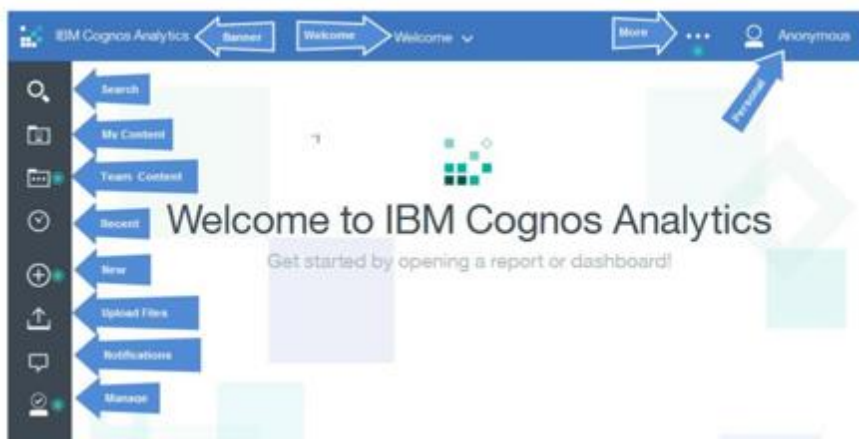 IBM Cognos Analytics Banner Welcome Welcome More Anonymous
Personal
Search
My Content
Team Content
Recent
Welcome to IBM Cognos Analytics
New
Get started by opening a report or dashboard!
Upload Files
Notifications
Manage